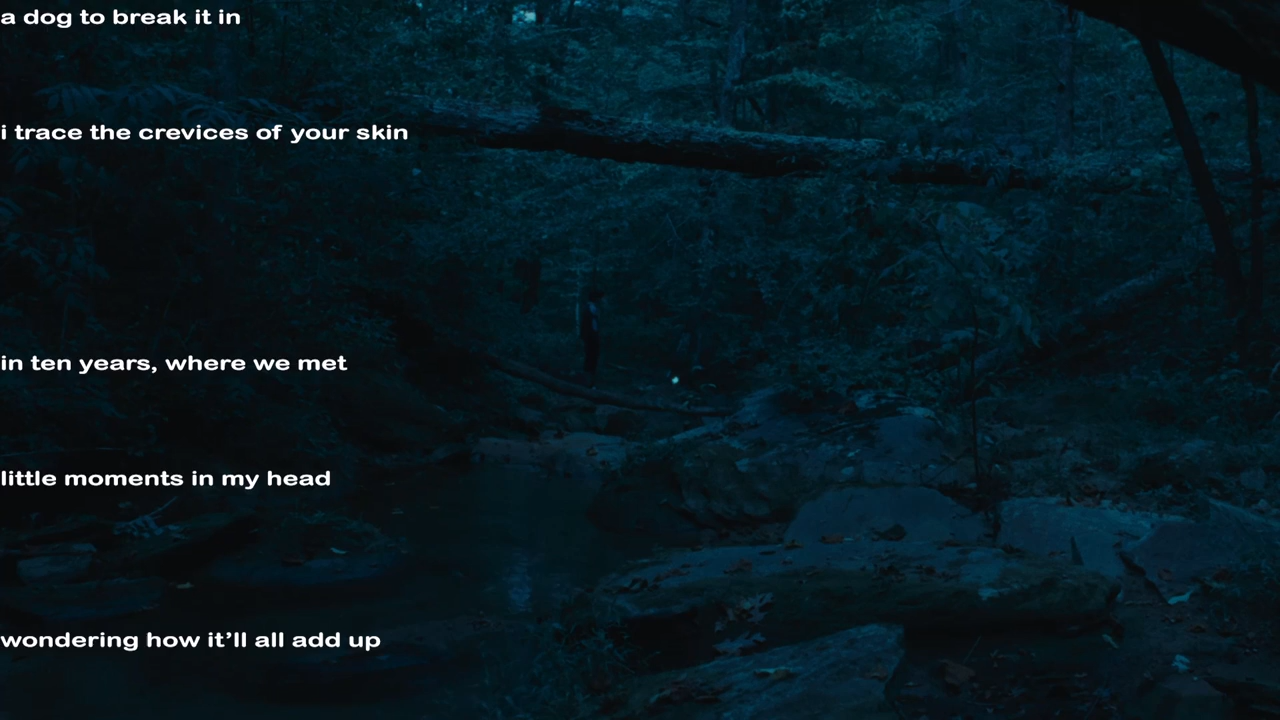 a dog to break it in
i trace the crevices of your skin
in ten years, where we met
little moments in my head
wondering how it’ll all add up